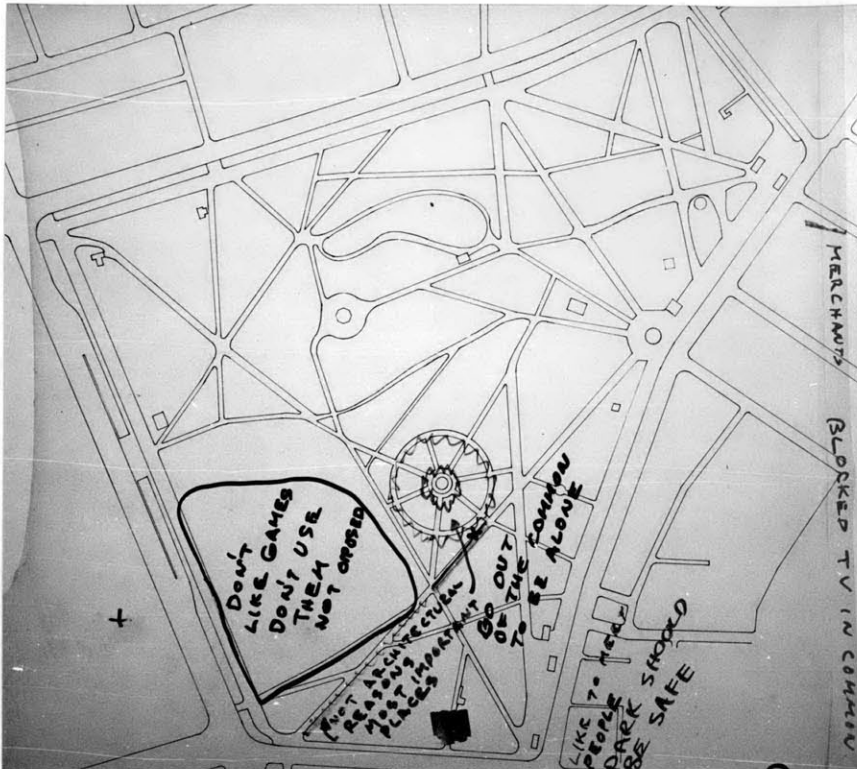 DON'T
LIKE GAMES
DON'T USE
THEM
NOT OPPOSED
NOT ARCHITECTURAL
REASONS
MOST IMPORTANT
PLACES
GO OUT
OF THE COMMON
TO BE ALONE
LIKE TO MEET
PEOPLE
DARK SHOULD
BE SAFE
MERCHANTS BLOCKED TV IN COMMON